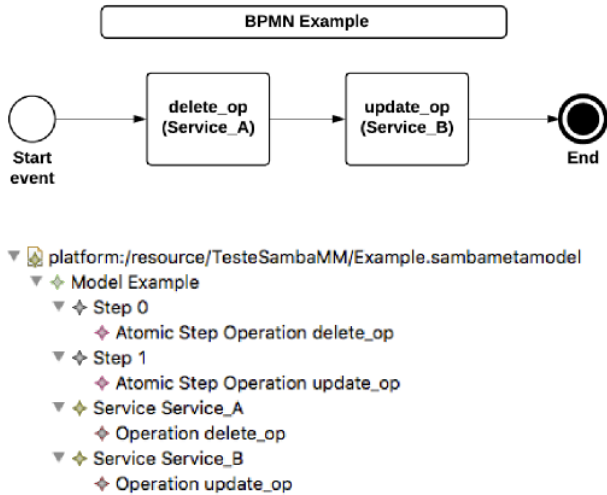 BPMN Example
delete_op
(Service_A)
update_op
(Service_B)
Start
event
End
platform:/resource/TesteSambaMM/Example.sambametamodel
Model Example
Step 0
Atomic Step Operation delete_op
Step 1
Atomic Step Operation update_op
Service Service_A
Operation delete_op
Service Service_B
Operation update_op